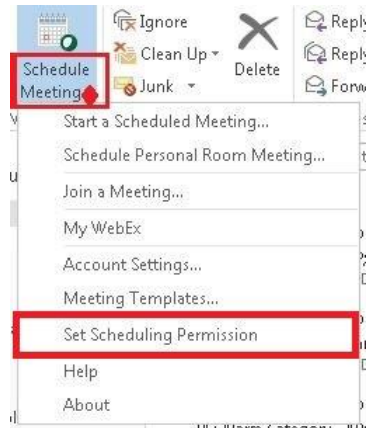 Ignore
Clean Up
Junk
Delete
Reply
Reply
Forw
Schedule
Meeting
Start a Scheduled Meeting...
Schedule Personal Room Meeting...
Join a Meeting...
My WebEx
Account Settings...
Meeting Templates...
Set Scheduling Permission
Help
About